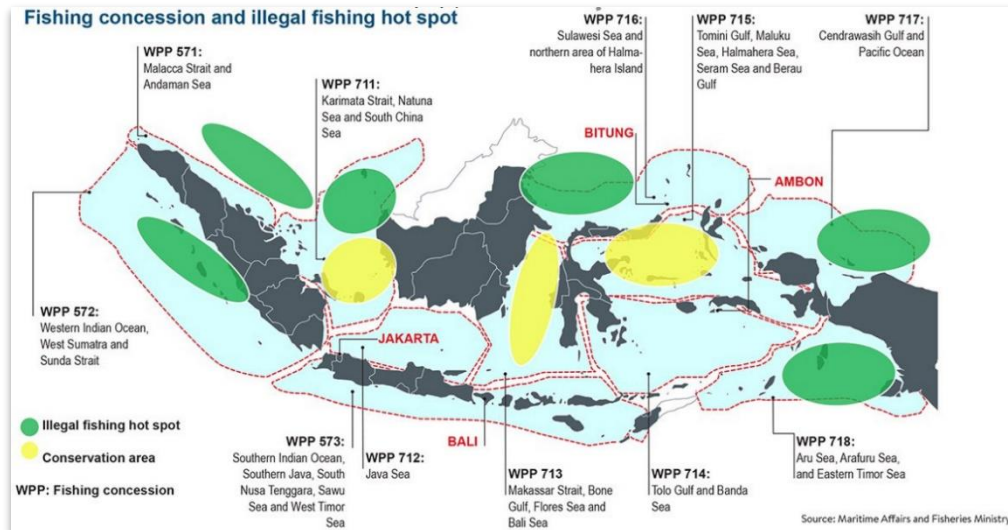 Fishing concession and illegal fishing hot spot
WPP 571:
Malacca Strait and
Andaman Sea
WPP 711:
Karimata Strait, Natuna
Sea and South China
Sea
WPP 716:
Sulawesi Sea and
northern area of Halma-
hera Island
WPP 715:
Tomini Gulf, Maluku
Sea, Halmahera Sea,
Seram Sea and Berau
Gulf
WPP 717:
Cendrawasih Gulf and
Pacific Ocean
BITUNG
AMBON
WPP 572:
Western Indian Ocean,
West Sumatra and
Sunda Strait
JAKARTA
BALI
Illegal fishing hot spot
Conservation area
WPP: Fishing concession
WPP 573:
Southern Indian Ocean,
Southern Java, South
Nusa Tenggara, Sawu
Sea and West Timor
Sea
WPP 712:
Java Sea
WPP 713
Makassar Strait, Bone
Gulf, Flores Sea and
Bali Sea
WPP 714:
Tolo Gulf and Banda
Sea
WPP 718:
Aru Sea, Arafuru Sea,
and Eastern Timor Sea
Source: Maritime Affairs and Fisheries Ministry